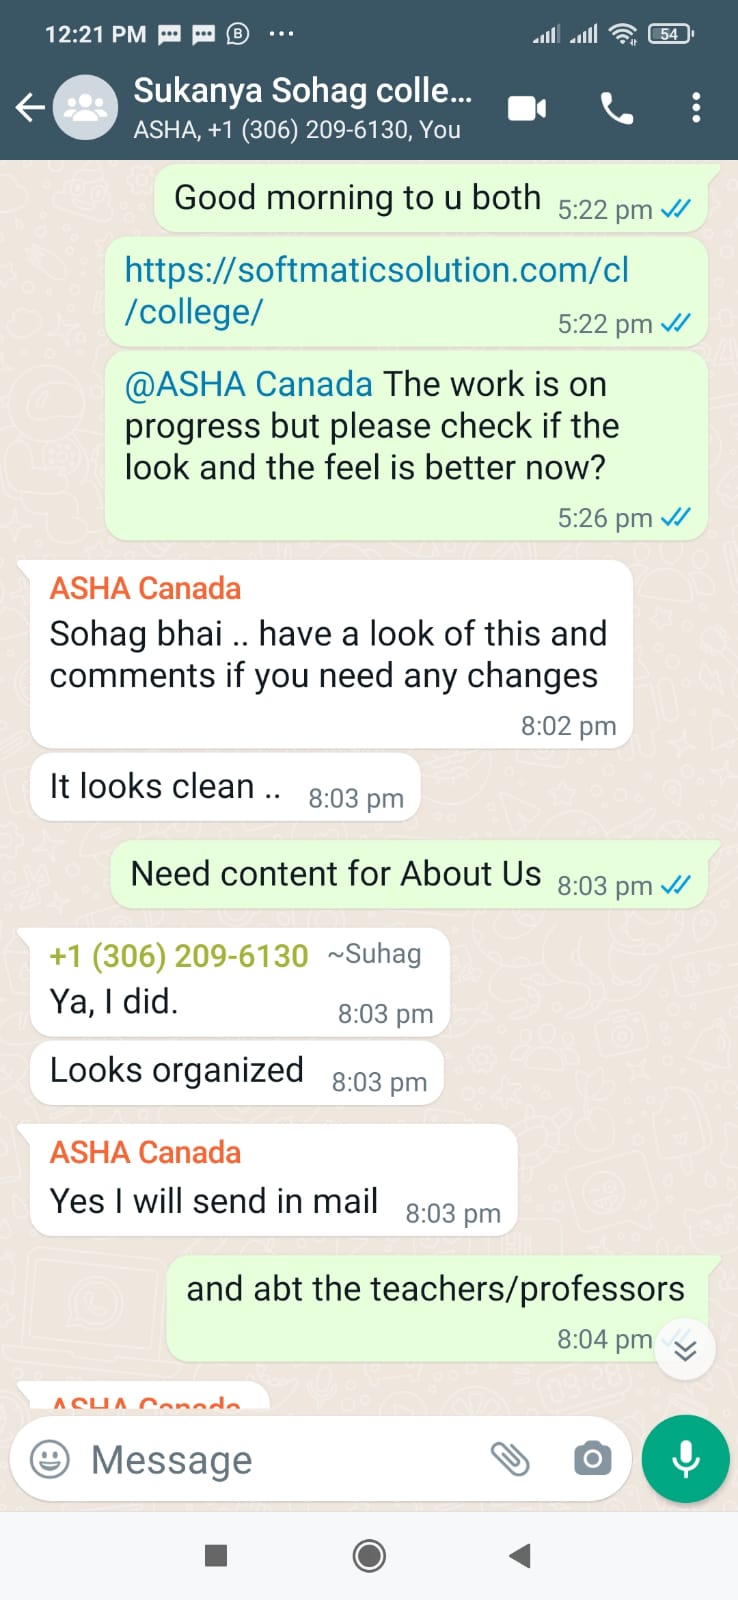 12:21 PM
54
Sukanya Sohag colle...
ASHA, +1 (306) 209-6130, You
Good morning to u both 5:22 pm
https://softmaticsolution.com/cl
/college/ 5:22 pm
@ASHA Canada The work is on
progress but please check if the
look and the feel is better now?
5:26 pm
ASHA Canada
Sohag bhai .. have a look of this and
comments if you need any changes
8:02 pm
It looks clean .. 8:03 pm
Need content for About Us 8:03 pm
+1 (306) 209-6130 ~Suhag
Ya, I did. 8:03 pm
Looks organized 8:03 pm
ASHA Canada
Yes I will send in mail 8:03 pm
and abt the teachers/professors
8:04 pm
ASHA Canada
Message